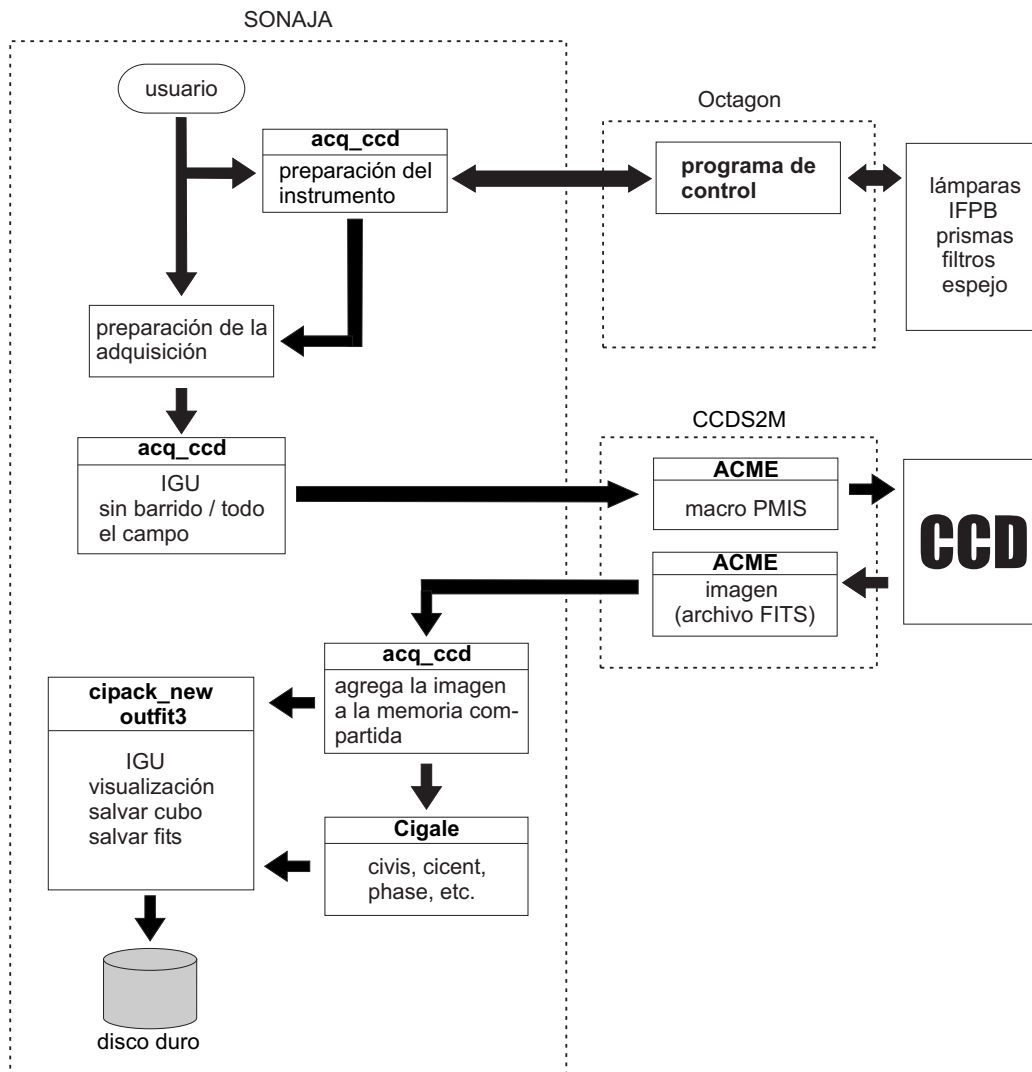 SONAJA
usuario
acq_ccd
preparación del
instrumento
Octagon
programa de
control
lámparas
IFPB
prismas
filtros
espejo
preparación de la
adquisición
acq_ccd
IGU
sin barrido / todo
el campo
CCDS2M
ACME
macro PMIS
ACME
imagen
(archivo FITS)
CCD
acq_ccd
agrega la imagen
a la memoria com-
partida
cipack_new
outfit3
IGU
visualización
salvar cubo
salvar fits
Cigale
civis, cicent,
phase, etc.
disco duro